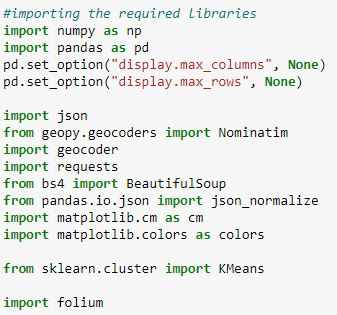 #importing the required libraries
import numpy as np
import pandas as pd
pd.set_option("display.max_columns", None)
pd.set_option("display.max_rows", None)
import json
from geopy.geocoders import Nominatim
import geocoder
import requests
from bs4 import BeautifulSoup
from pandas.io.json import json_normalize
import matplotlib.cm as cm
import matplotlib.colors as colors
from sklearn.cluster import KMeans
import folium